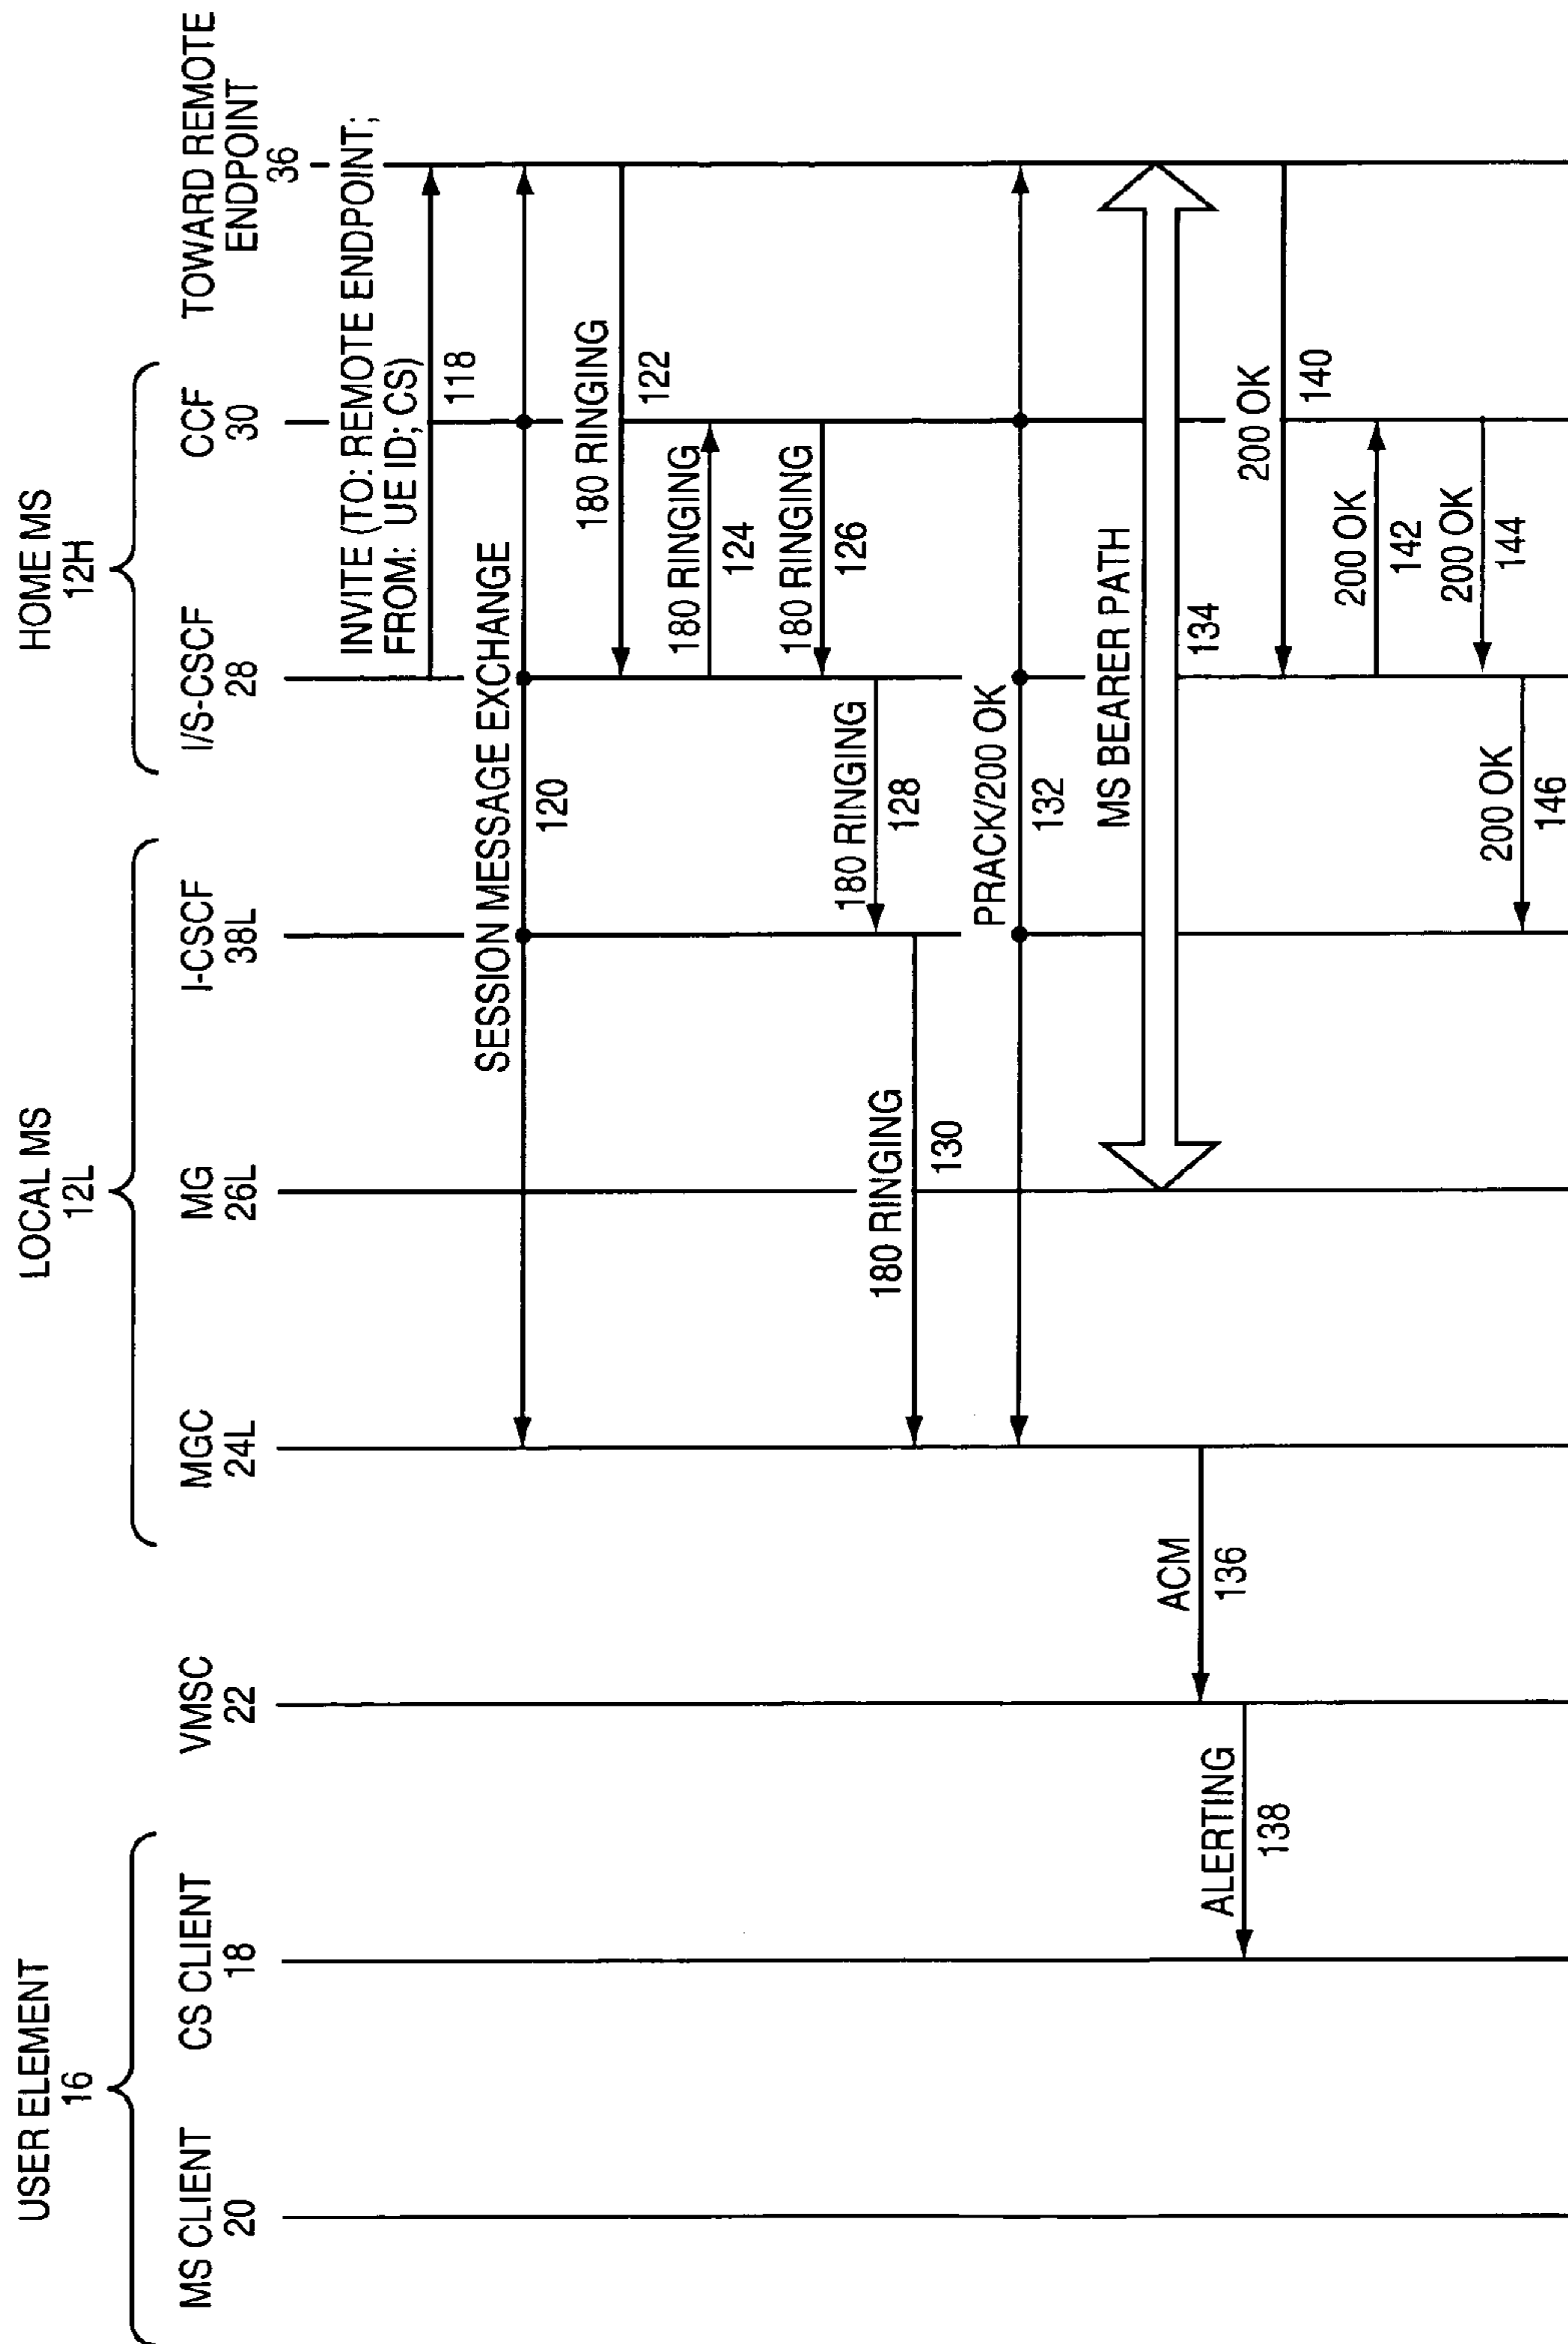 USER ELEMENT
16
LOCAL MS
12L
HOME MS
12H
MS CLIENT
20
CS CLIENT
18
VMSC
22
MGC
24L
MG
26L
I-CSCF
38L
I/S-CSCF
28
CCF
30
TOWARD REMOTE
ENDPOINT
36
INVITE (TO: REMOTE ENDPOINT;
FROM: UE ID; CS)
118
SESSION MESSAGE EXCHANGE
120
180 RINGING
122
180 RINGING
124
180 RINGING
126
180 RINGING
128
180 RINGING
130
PRACK/200 OK
132
MS BEARER PATH
134
ACM
136
ALERTING
138
200 OK
140
200 OK
142
200 OK
144
200 OK
146